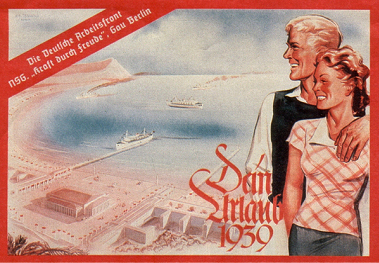 Die Deutsche Arbeitsfront
NSG. „Kraft durch Freude“, Gau Berlin
Dein
Urlaub
1939